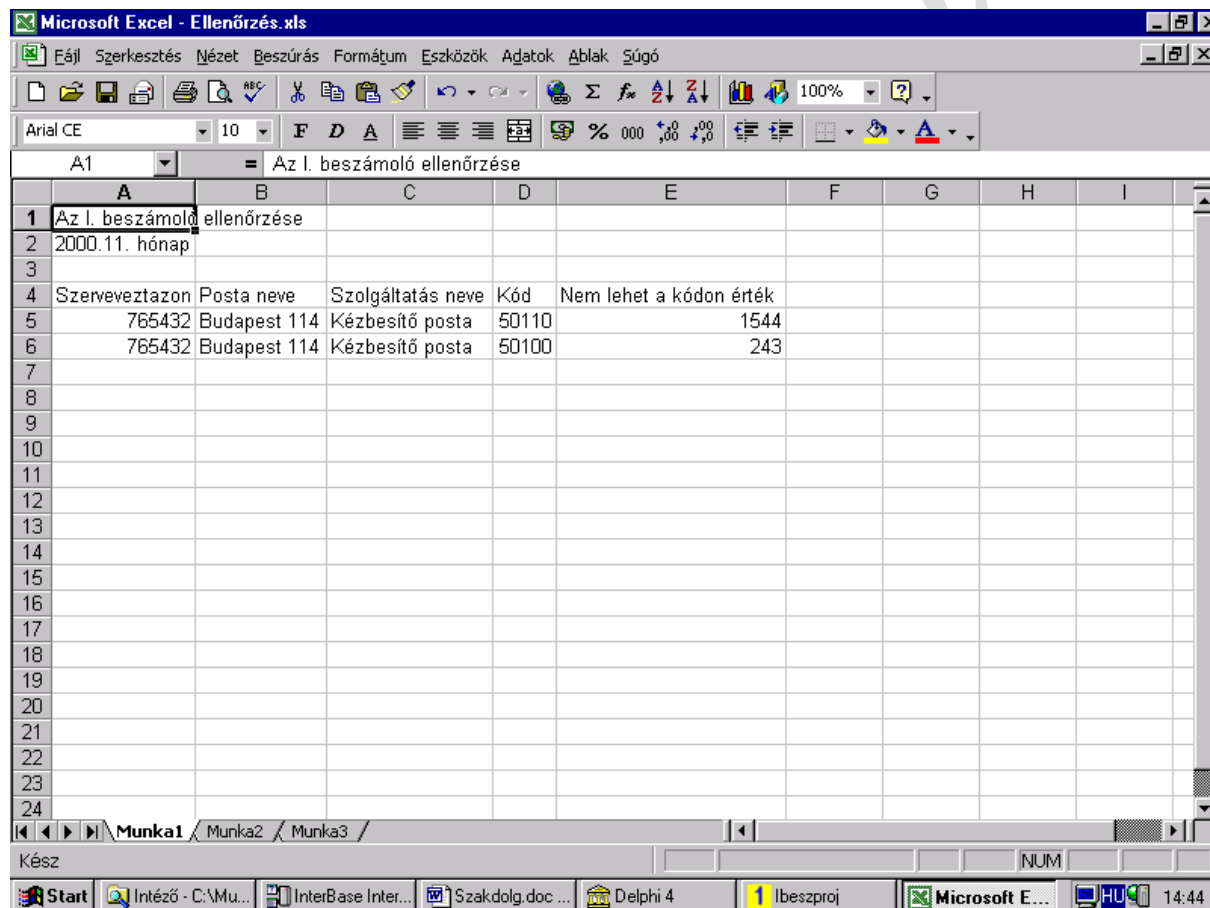 Microsoft Excel - Ellenőrzés.xls
Fájl Szerkesztés Nézet Beszúrás Formátum Eszközök Adatok Ablak Súgó
ABC Σ fx A Z Z A 100% ?
Arial CE 10 F D A % 000 ,00 ,0 A
A1 = Az I. beszámoló ellenőrzése
A B C D E F G H I
1 Az I. beszámoló ellenőrzése
2 2000.11. hónap
3
4 Szerveveztazon Posta neve Szolgáltatás neve Kód Nem lehet a kódon érték
5 765432 Budapest 114 Kézbesítő posta 50110 1544
6 765432 Budapest 114 Kézbesítő posta 50100 243
7
8
9
10
11
12
13
14
15
16
17
18
19
20
21
22
23
24
Munka1 Munka2 Munka3
Kész NUM
Start Intéző - C:\Mu... InterBase Inter... Szakdolg.doc ... Delphi 4 1 Ibeszproj Microsoft E... HU 14:44